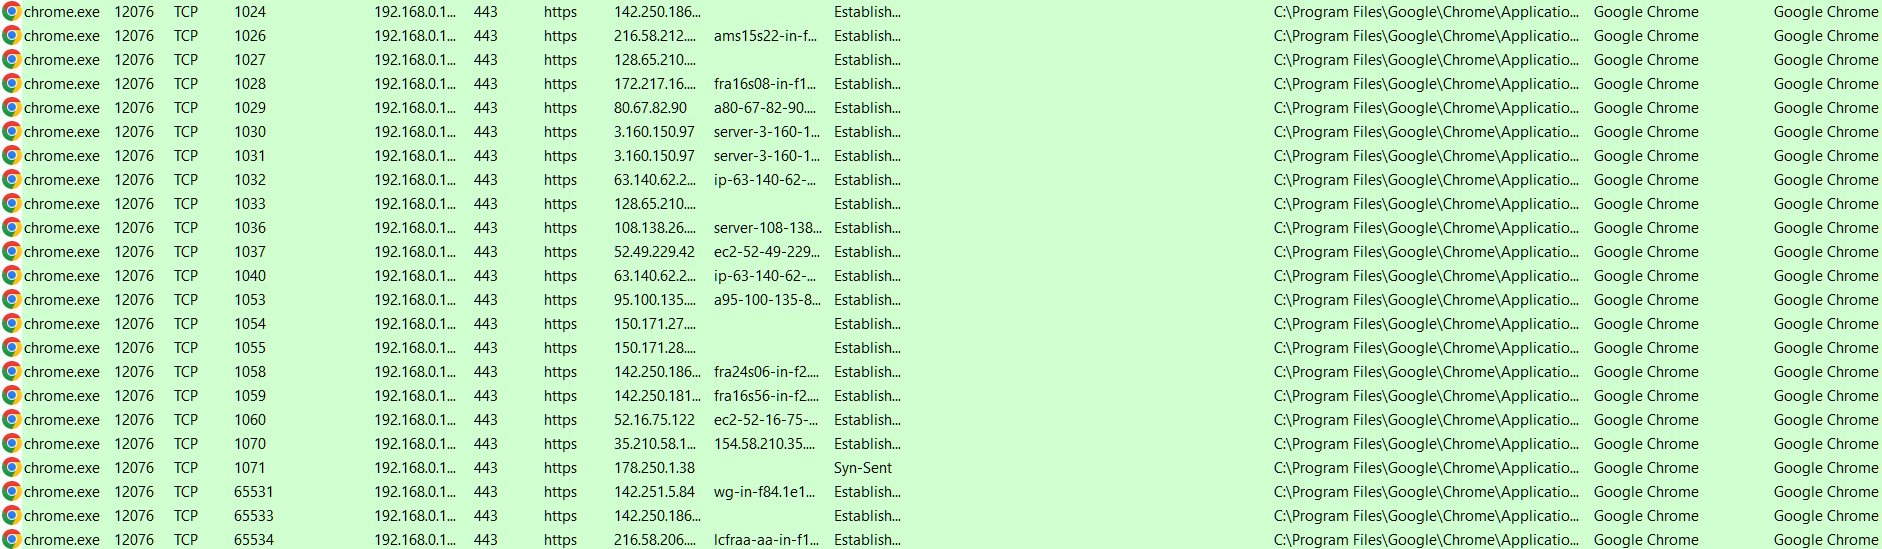 chrome.exe 12076 TCP 1024 192.168.0.1... 443 https 142.250.186... Establish... C:\Program Files\Google\Chrome\Applicatio... Google Chrome Google Chrome
chrome.exe 12076 TCP 1026 192.168.0.1... 443 https 216.58.212.... ams15s22-in-f... Establish... C:\Program Files\Google\Chrome\Applicatio... Google Chrome Google Chrome
chrome.exe 12076 TCP 1027 192.168.0.1... 443 https 128.65.210.... Establish... C:\Program Files\Google\Chrome\Applicatio... Google Chrome Google Chrome
chrome.exe 12076 TCP 1028 192.168.0.1... 443 https 172.217.16.... fra16s08-in-f1... Establish... C:\Program Files\Google\Chrome\Applicatio... Google Chrome Google Chrome
chrome.exe 12076 TCP 1029 192.168.0.1... 443 https 80.67.82.90 a80-67-82-90.... Establish... C:\Program Files\Google\Chrome\Applicatio... Google Chrome Google Chrome
chrome.exe 12076 TCP 1030 192.168.0.1... 443 https 3.160.150.97 server-3-160-1... Establish... C:\Program Files\Google\Chrome\Applicatio... Google Chrome Google Chrome
chrome.exe 12076 TCP 1031 192.168.0.1... 443 https 3.160.150.97 server-3-160-1... Establish... C:\Program Files\Google\Chrome\Applicatio... Google Chrome Google Chrome
chrome.exe 12076 TCP 1032 192.168.0.1... 443 https 63.140.62.2... ip-63-140-62-... Establish... C:\Program Files\Google\Chrome\Applicatio... Google Chrome Google Chrome
chrome.exe 12076 TCP 1033 192.168.0.1... 443 https 128.65.210.... Establish... C:\Program Files\Google\Chrome\Applicatio... Google Chrome Google Chrome
chrome.exe 12076 TCP 1036 192.168.0.1... 443 https 108.138.26.... server-108-138... Establish... C:\Program Files\Google\Chrome\Applicatio... Google Chrome Google Chrome
chrome.exe 12076 TCP 1037 192.168.0.1... 443 https 52.49.229.42 ec2-52-49-229... Establish... C:\Program Files\Google\Chrome\Applicatio... Google Chrome Google Chrome
chrome.exe 12076 TCP 1040 192.168.0.1... 443 https 63.140.62.2... ip-63-140-62-... Establish... C:\Program Files\Google\Chrome\Applicatio... Google Chrome Google Chrome
chrome.exe 12076 TCP 1053 192.168.0.1... 443 https 95.100.135.... a95-100-135-8... Establish... C:\Program Files\Google\Chrome\Applicatio... Google Chrome Google Chrome
chrome.exe 12076 TCP 1054 192.168.0.1... 443 https 150.171.27.... Establish... C:\Program Files\Google\Chrome\Applicatio... Google Chrome Google Chrome
chrome.exe 12076 TCP 1055 192.168.0.1... 443 https 150.171.28.... Establish... C:\Program Files\Google\Chrome\Applicatio... Google Chrome Google Chrome
chrome.exe 12076 TCP 1058 192.168.0.1... 443 https 142.250.186... fra24s06-in-f2.... Establish... C:\Program Files\Google\Chrome\Applicatio... Google Chrome Google Chrome
chrome.exe 12076 TCP 1059 192.168.0.1... 443 https 142.250.181... fra16s56-in-f2.... Establish... C:\Program Files\Google\Chrome\Applicatio... Google Chrome Google Chrome
chrome.exe 12076 TCP 1060 192.168.0.1... 443 https 52.16.75.122 ec2-52-16-75-... Establish... C:\Program Files\Google\Chrome\Applicatio... Google Chrome Google Chrome
chrome.exe 12076 TCP 1070 192.168.0.1... 443 https 35.210.58.1... 154.58.210.35.... Establish... C:\Program Files\Google\Chrome\Applicatio... Google Chrome Google Chrome
chrome.exe 12076 TCP 1071 192.168.0.1... 443 https 178.250.1.38 Syn-Sent C:\Program Files\Google\Chrome\Applicatio... Google Chrome Google Chrome
chrome.exe 12076 TCP 65531 192.168.0.1... 443 https 142.251.5.84 wg-in-f84.1e1... Establish... C:\Program Files\Google\Chrome\Applicatio... Google Chrome Google Chrome
chrome.exe 12076 TCP 65533 192.168.0.1... 443 https 142.250.186... Establish... C:\Program Files\Google\Chrome\Applicatio... Google Chrome Google Chrome
chrome.exe 12076 TCP 65534 192.168.0.1... 443 https 216.58.206.... lcfraa-aa-in-f1... Establish... C:\Program Files\Google\Chrome\Applicatio... Google Chrome Google Chrome